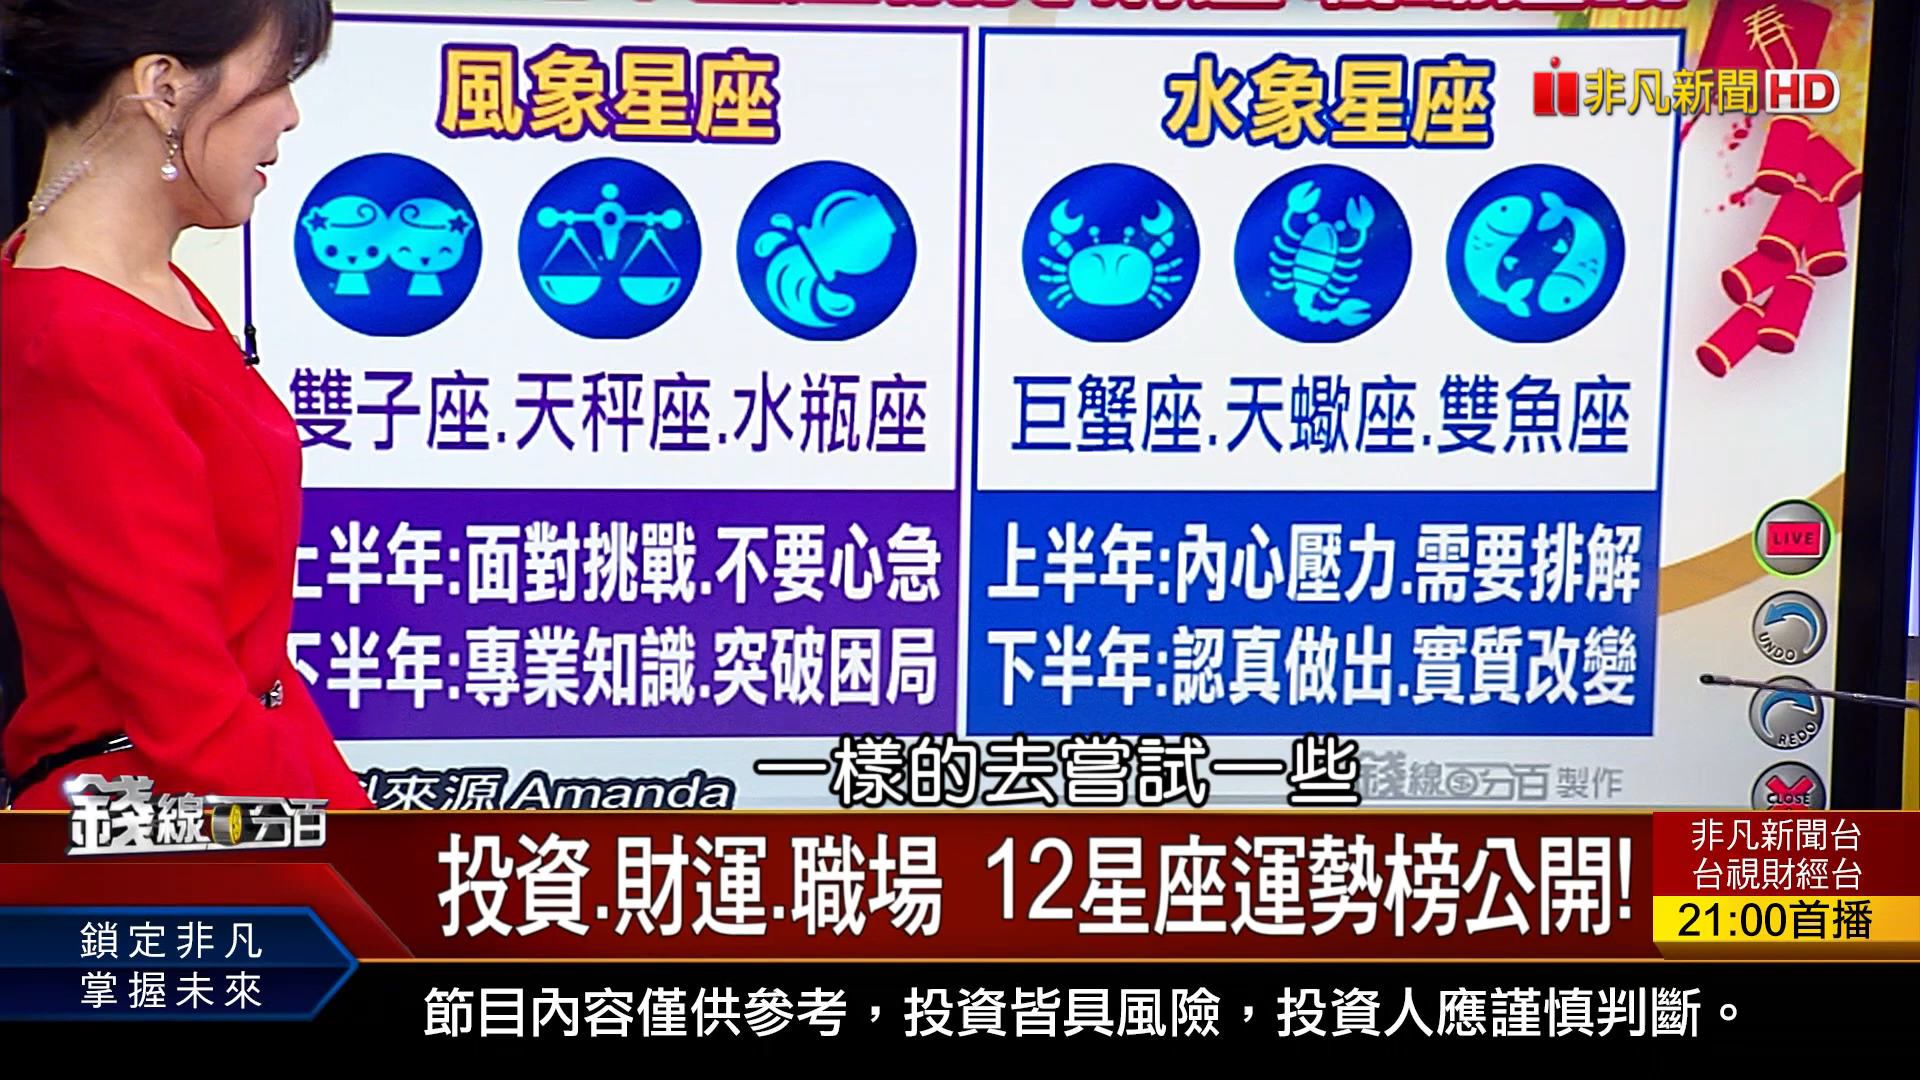 風象星座
水象星座
春
非凡新聞HD
雙子座.天秤座.水瓶座
巨蟹座.天蠍座.雙魚座
上半年:面對挑戰.不要心急
下半年:專業知識.突破困局
上半年:內心壓力.需要排解
下半年:認真做出.實質改變
LIVE
UNDO
REDO
CLOSE
料來源 Amanda
一樣的去嘗試一些
錢線百分百 製作
錢線百分百
投資.財運.職場 12星座運勢榜公開!
非凡新聞台
台視財經台
21:00首播
鎖定非凡
掌握未來
節目內容僅供參考，投資皆具風險，投資人應謹慎判斷。